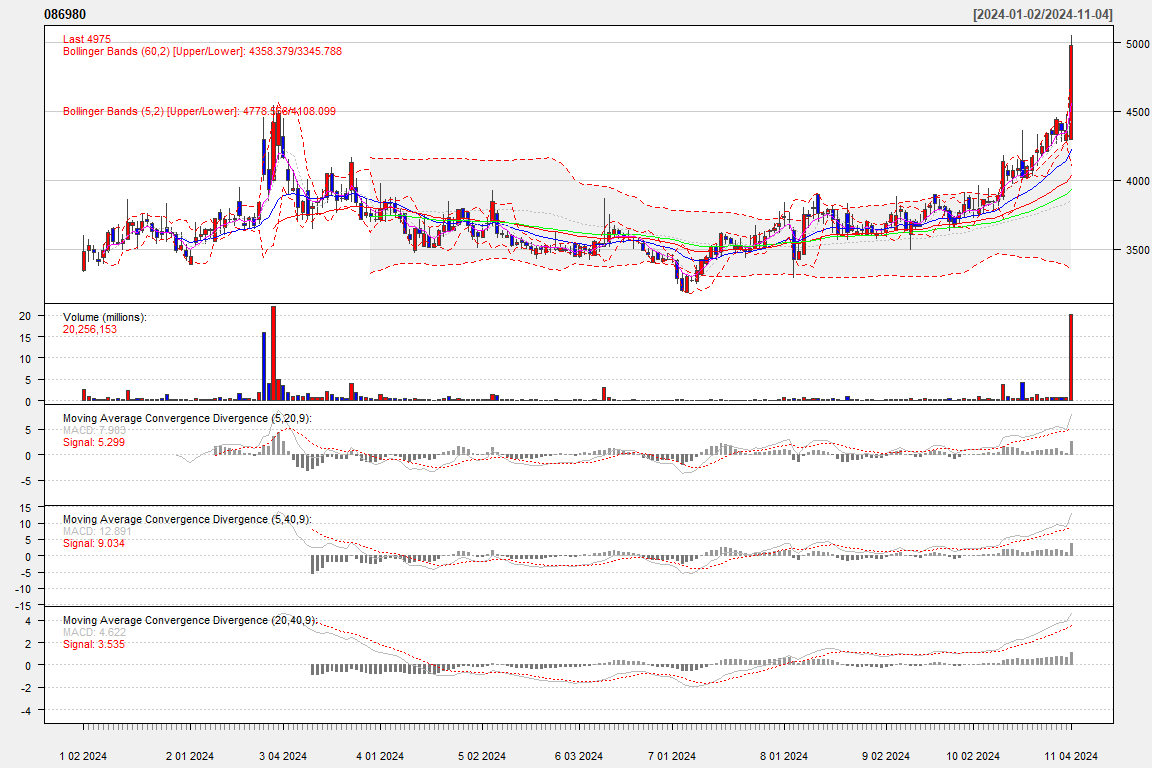 086980 [2024-01-02/2024-11-04]
Last 4975
Bollinger Bands (60,2) [Upper/Lower]: 4358.379/3345.788
Bollinger Bands (5,2) [Upper/Lower]: 4108.099
5000
4500
4000
3500
Volume (millions):
20,256,153
20
15
10
5
0
Moving Average Convergence Divergence (5,20,9):
MACD: 7.903
Signal: 5.299
5
0
-5
Moving Average Convergence Divergence (5,40,9):
MACD: 12.891
Signal: 9.034
15
10
5
0
-5
-10
-15
Moving Average Convergence Divergence (20,40,9):
MACD: 4.622
Signal: 3.535
4
2
0
-2
-4
1 02 2024 2 01 2024 3 04 2024 4 01 2024 5 02 2024 6 03 2024 7 01 2024 8 01 2024 9 02 2024 10 02 2024 11 04 2024